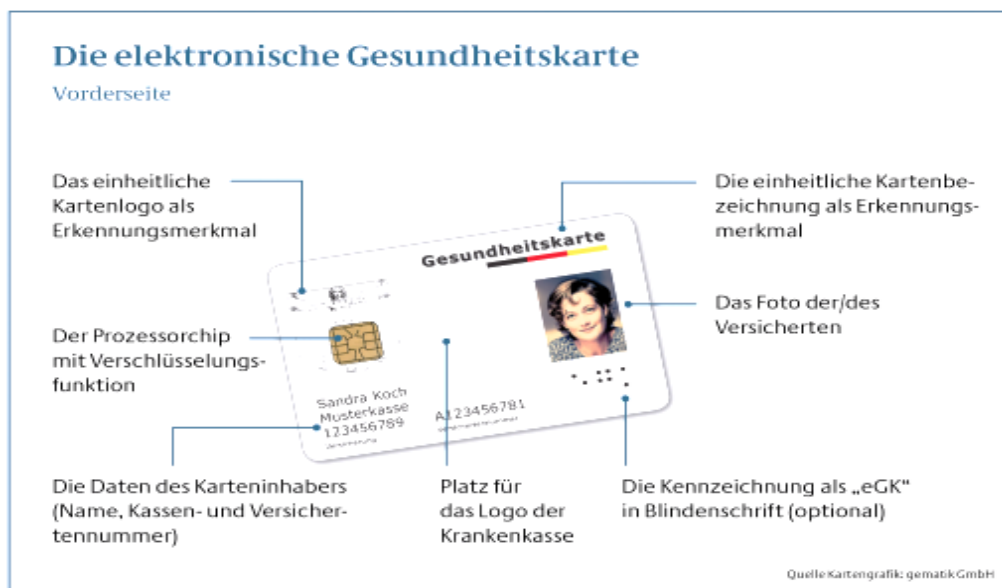 Die elektronische Gesundheitskarte
Vorderseite
Das einheitliche
Kartenlogo als
Erkennungsmerkmal
Die einheitliche Kartenbe-
zeichnung als Erkennungs-
merkmal
Gesundheitskarte
Der Prozessorchip
mit Verschlüsselungs-
funktion
Das Foto der/des
Versicherten
Sandra Koch
Musterkasse
123456789
A123456781
Die Daten des Karteninhabers
(Name, Kassen- und Versicher-
tennummer)
Platz für
das Logo der
Krankenkasse
Die Kennzeichnung als „eGK“
in Blindenschrift (optional)
Quelle Kartengrafik: gematik GmbH